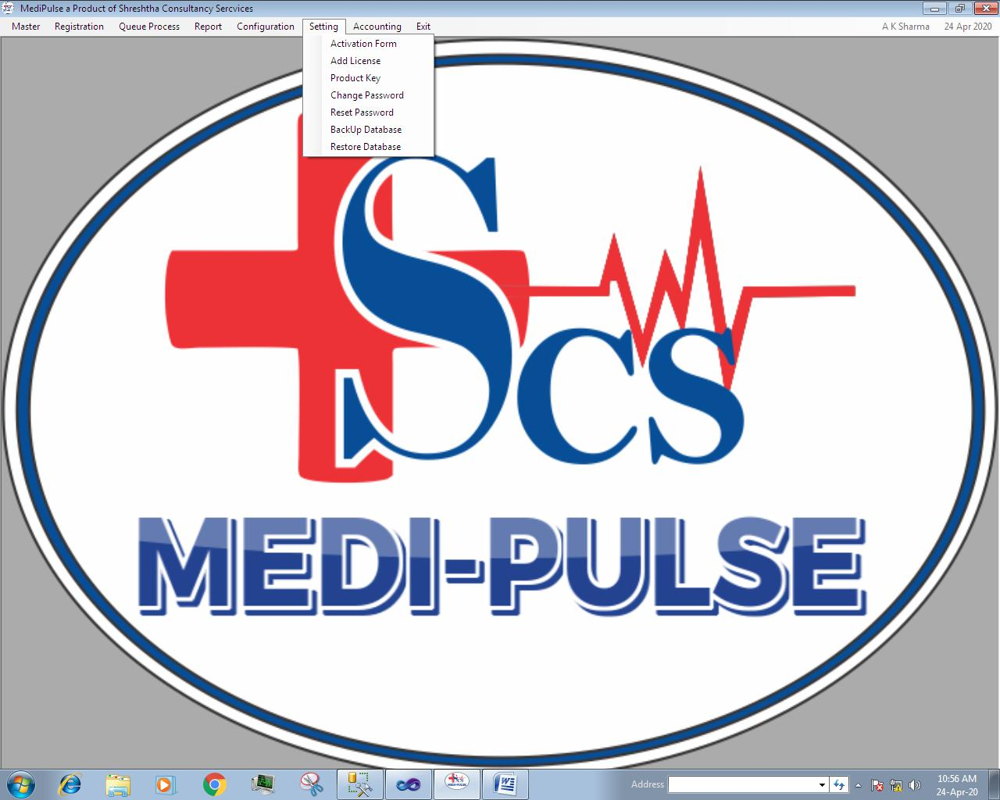 MediPulse a Product of Shreshtha Consultancy Sercvices
Master Registration Queue Process Report Configuration Setting Accounting Exit A K Sharma 24 Apr 2020
Activation Form
Add License
Product Key
Change Password
Reset Password
BackUp Database
Restore Database
Scs
MEDI-PULSE
Address
10:56 AM
24-Apr-20